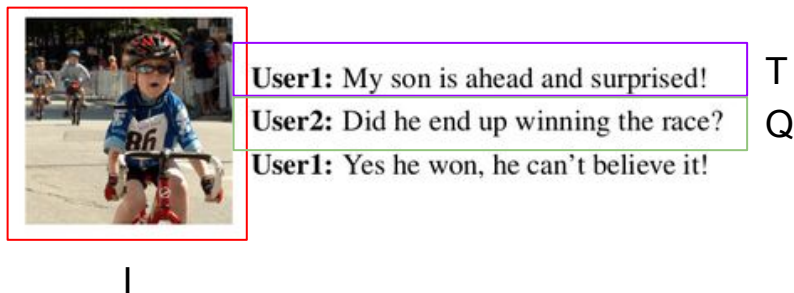 User1: My son is ahead and surprised!
T
User2: Did he end up winning the race?
Q
User1: Yes he won, he can't believe it!
86
I